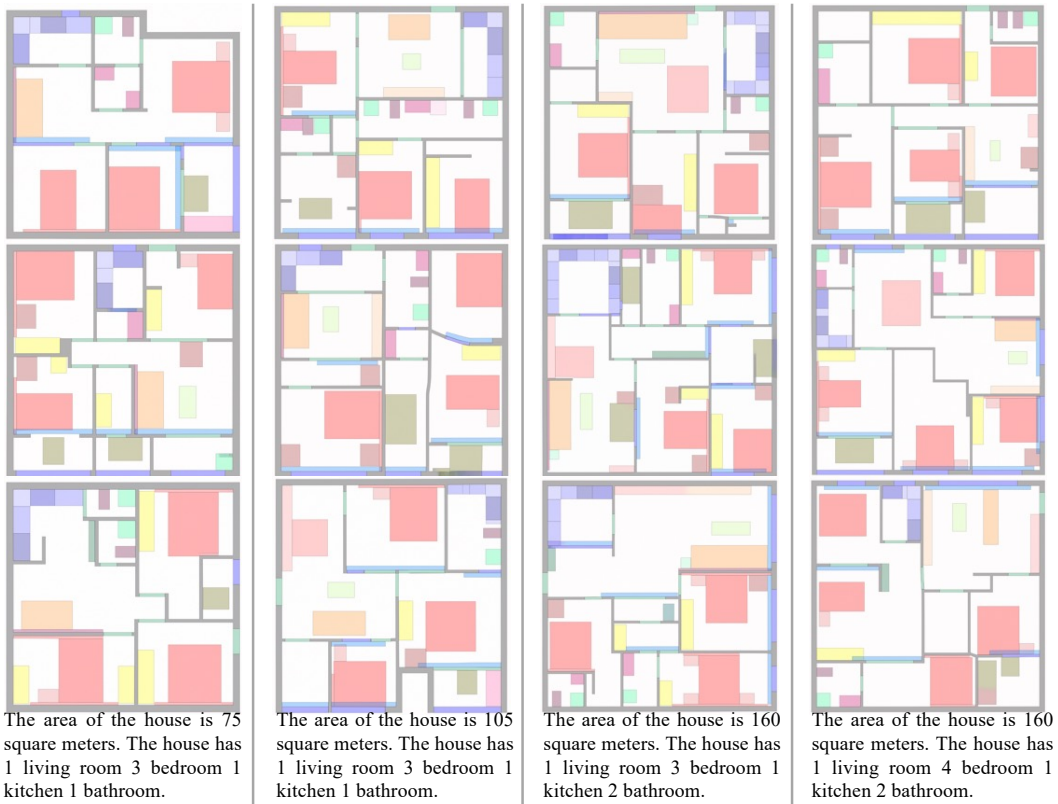 The area of the house is 75
square meters. The house has
1 living room 3 bedroom 1
kitchen 1 bathroom.
The area of the house is 105
square meters. The house has
1 living room 3 bedroom 1
kitchen 1 bathroom.
The area of the house is 160
square meters. The house has
1 living room 3 bedroom 1
kitchen 2 bathroom.
The area of the house is 160
square meters. The house has
1 living room 4 bedroom 1
kitchen 2 bathroom.